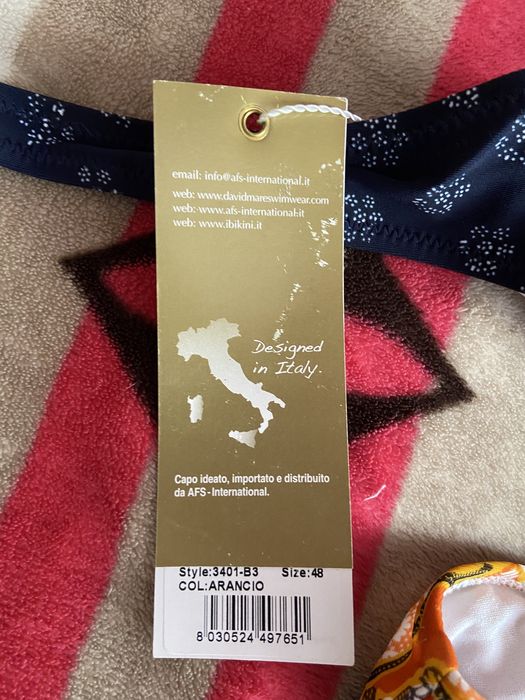 email: info@afs-international.it
web: www.davidmareswimwear.com
web: www.afs-international.it
web: www.ibikini.it
Designed
in Italy.
Capo ideato, importato e distribuito
da AFS-International.
Style:3401-B3 Size:48
COL:ARANCIO
8 030524 497651